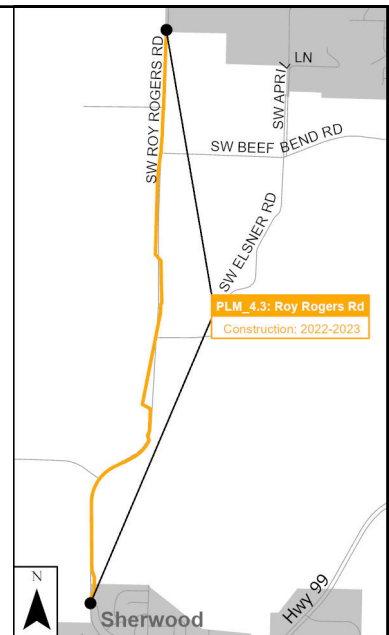 SW ROY ROGERS RD
SW APRIL LN
SW BEEF BEND RD
SW ELSNER RD
PLM_4.3: Roy Rogers Rd
Construction: 2022-2023
N
Sherwood
Hwy 99